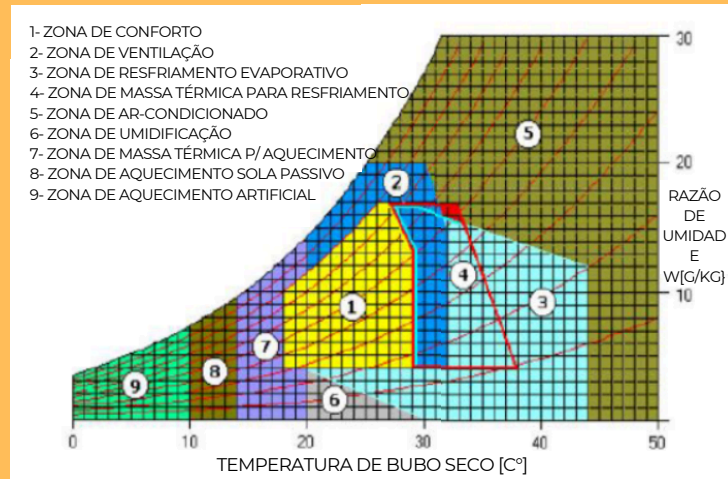 1- ZONA DE CONFORTO
2- ZONA DE VENTILAÇÃO
3- ZONA DE RESFRIAMENTO EVAPORATIVO
4- ZONA DE MASSA TÉRMICA PARA RESFRIAMENTO
5- ZONA DE AR-CONDICIONADO
6- ZONA DE UMIDIFICAÇÃO
7- ZONA DE MASSA TÉRMICA P/ AQUECIMENTO
8- ZONA DE AQUECIMENTO SOLA PASSIVO
9- ZONA DE AQUECIMENTO ARTIFICIAL
30
5
20
2
RAZÃO
DE
UMIDAD
E
W[G/KG}
10
4
3
1
7
8
9
6
0 10 20 30 40 50
TEMPERATURA DE BUBO SECO [Cº]